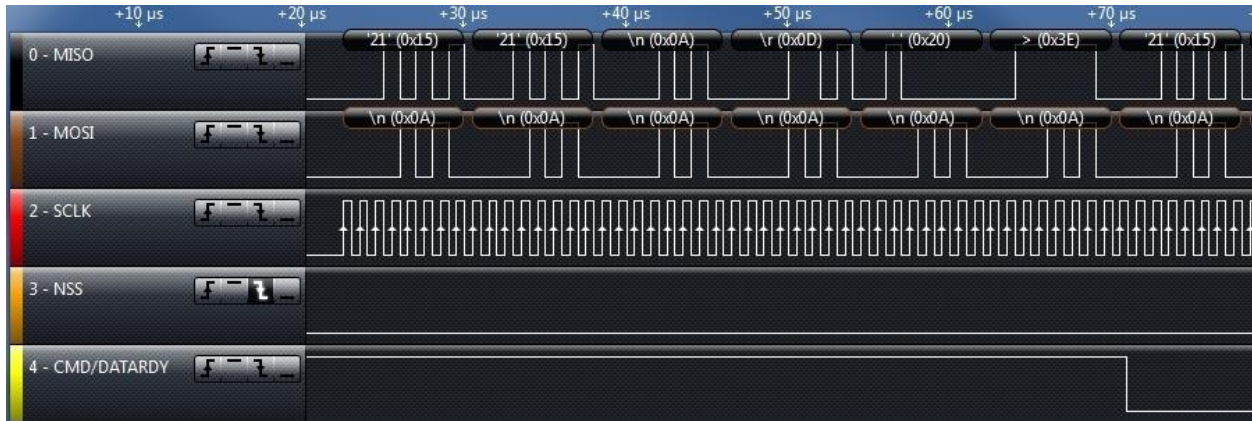 +10 µs +20 µs +30 µs +40 µs +50 µs +60 µs +70 µs
'21' (0x15) '21' (0x15) \n (0x0A) \r (0x0D) ' ' (0x20) > (0x3E) '21' (0x15)
0 - MISO
\n (0x0A) \n (0x0A) \n (0x0A) \n (0x0A) \n (0x0A) \n (0x0A) \n (0x0A)
1 - MOSI
2 - SCLK
3 - NSS
4 - CMD/DATARDY